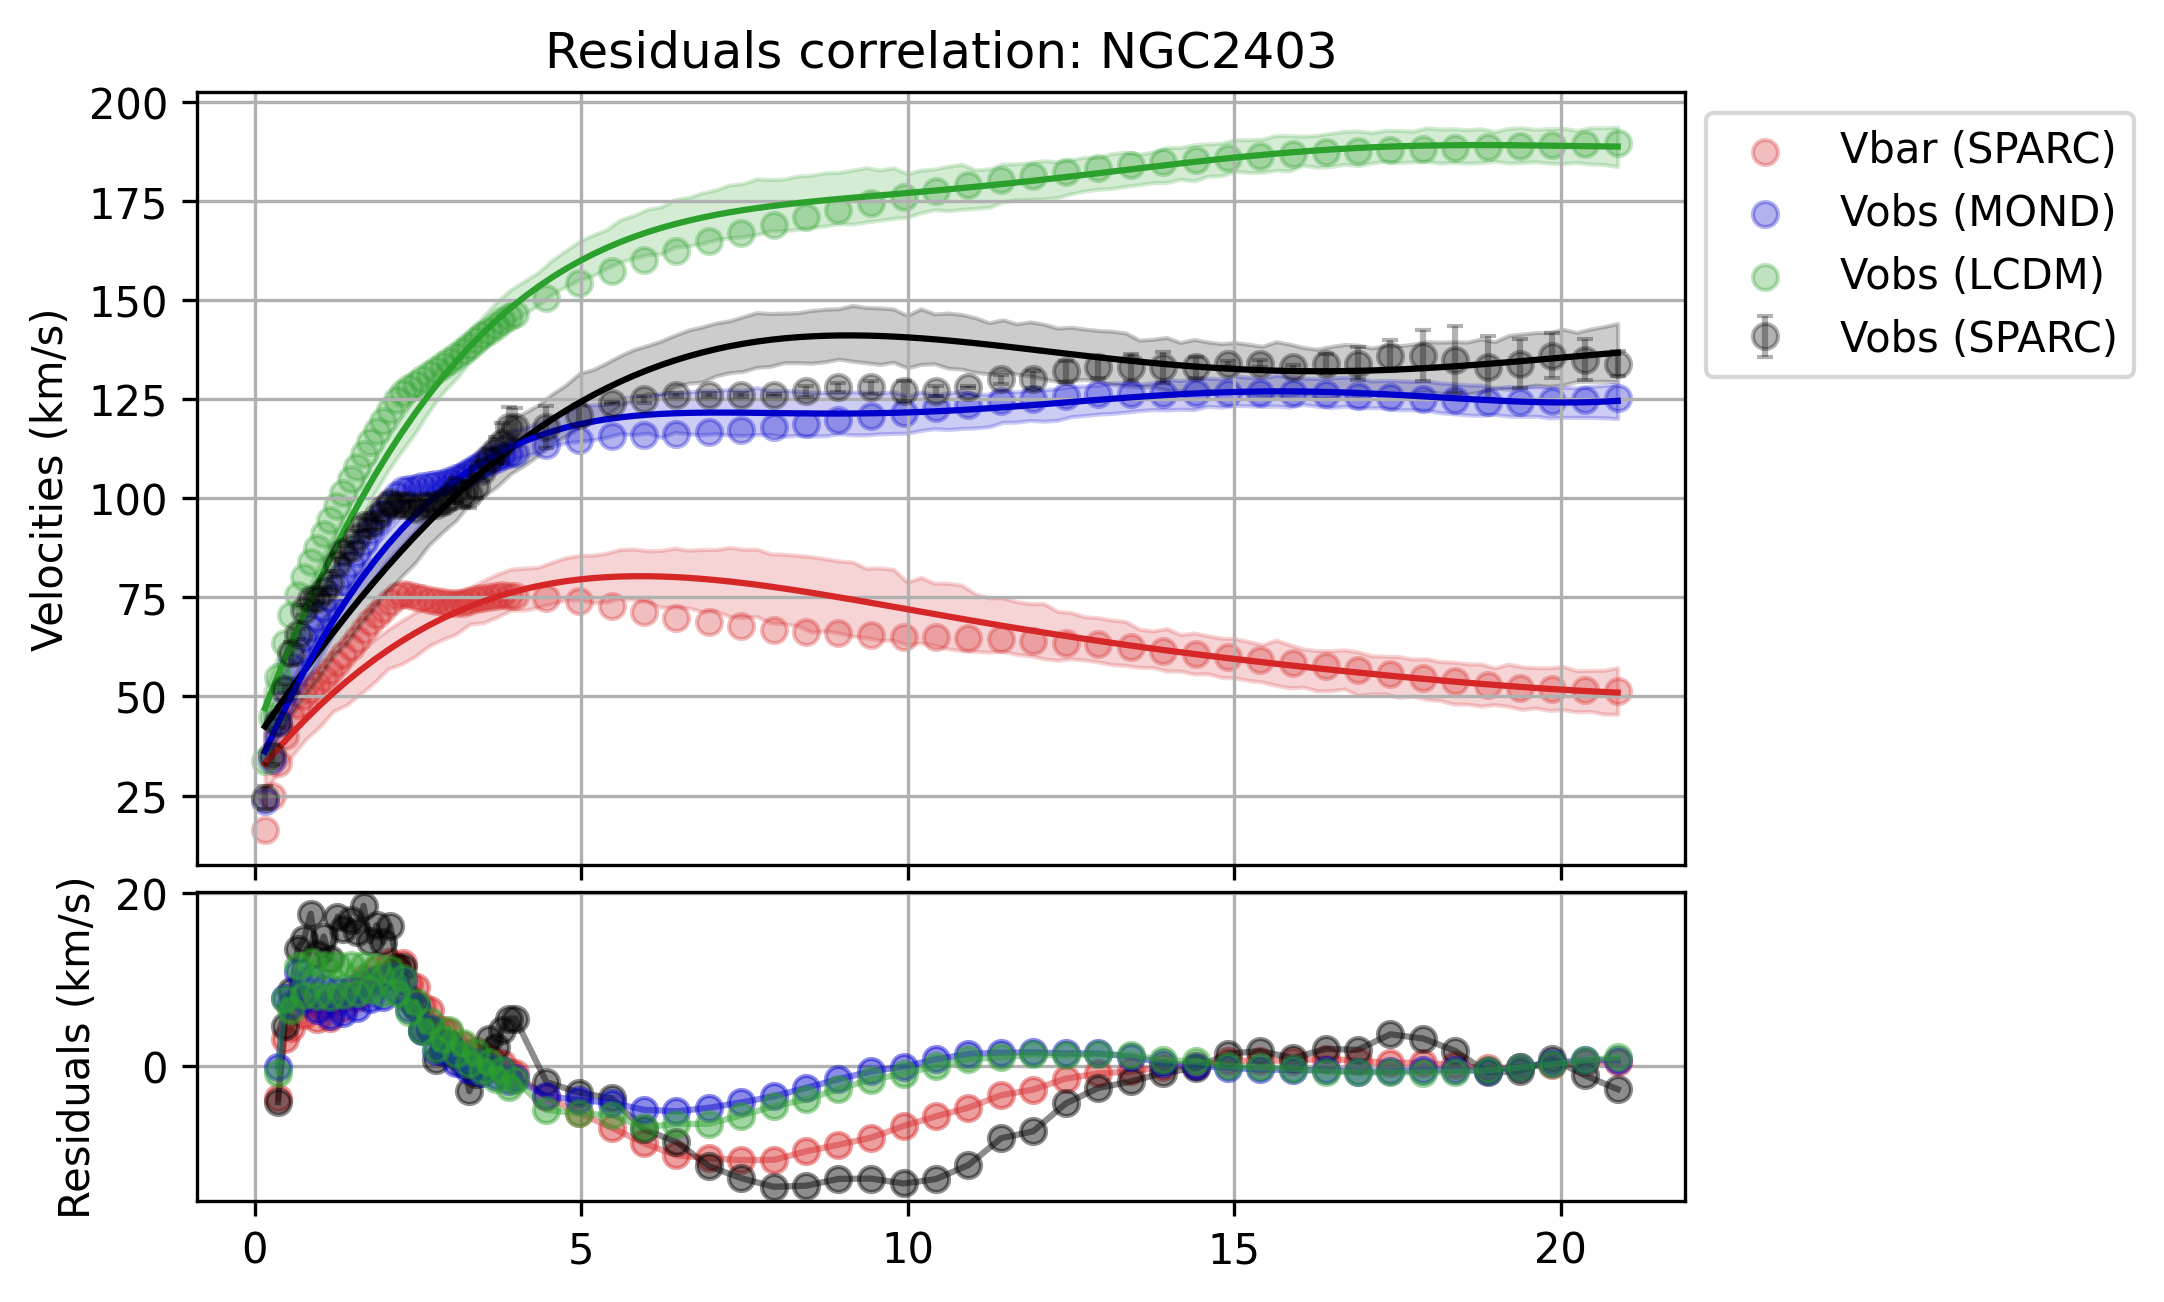 Residuals correlation: NGC2403
Velocities (km/s)
200
175
150
125
100
75
50
25
Vbar (SPARC)
Vobs (MOND)
Vobs (LCDM)
Vobs (SPARC)
Residuals (km/s)
20
0
0 5 10 15 20